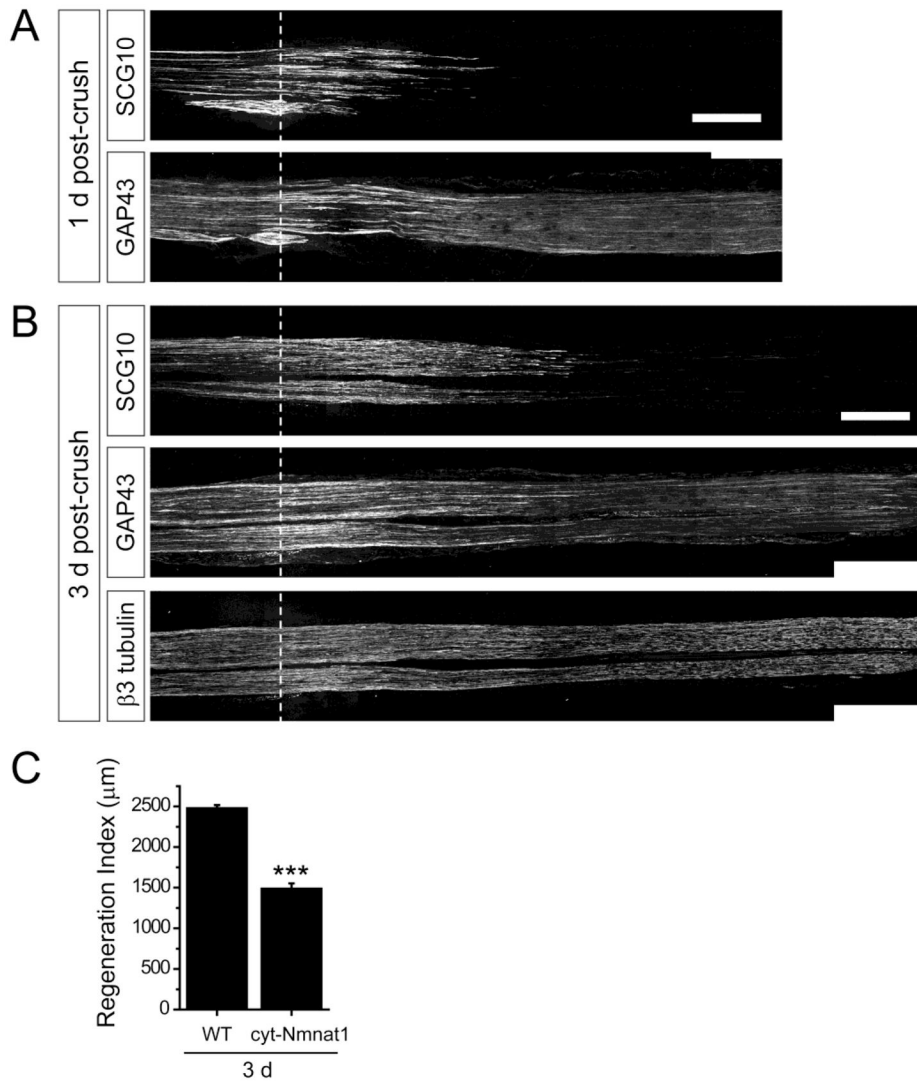 A
1 d post-crush
SCG10
GAP43
B
3 d post-crush
SCG10
GAP43
β3 tubulin
C
Regeneration Index (μm)
2500
2000
1500
1000
500
0
***
WT
cyt-Nmnat1
3 d